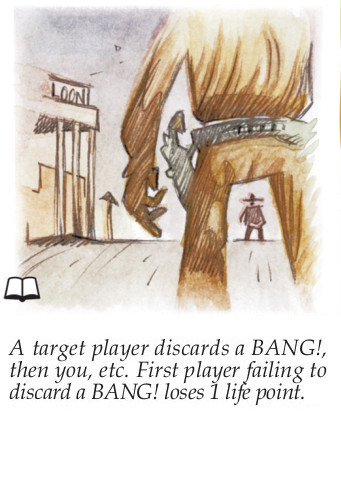 LOON
A target player discards a BANG!,
then you, etc. First player failing to
discard a BANG! loses 1 life point.